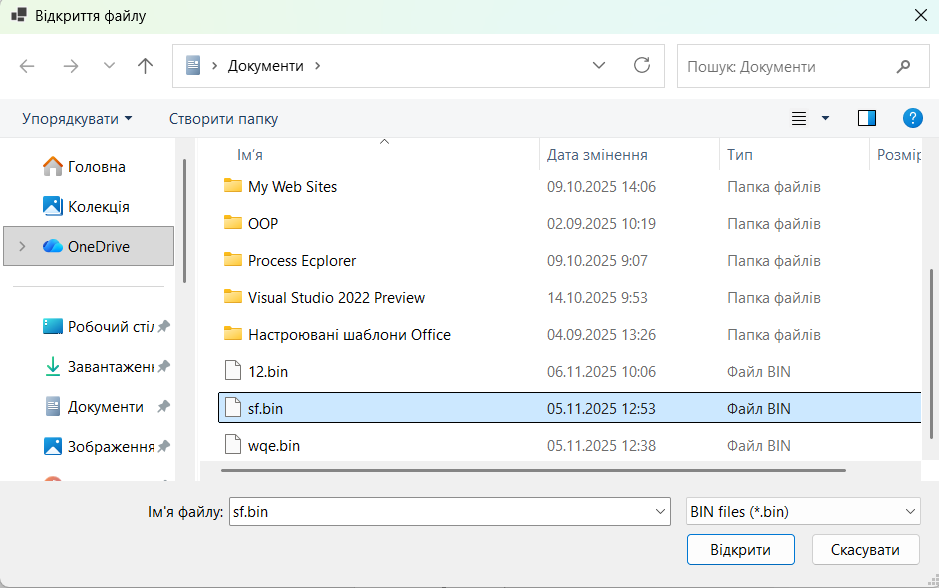 Відкриття файлу
Документи
Пошук: Документи
Упорядкувати
Створити папку
Головна
Колекція
OneDrive
Робочий стіл
Завантажен
Документи
Зображення
Ім'я
Дата змінення
Тип
Розмір
My Web Sites 09.10.2025 14:06 Папка файлів
OOP 02.09.2025 10:19 Папка файлів
Process Ecplorer 09.10.2025 9:07 Папка файлів
Visual Studio 2022 Preview 14.10.2025 9:53 Папка файлів
Настроювані шаблони Office 04.09.2025 13:26 Папка файлів
12.bin 06.11.2025 10:06 Файл BIN
sf.bin 05.11.2025 12:53 Файл BIN
wqe.bin 05.11.2025 12:38 Файл BIN
Ім'я файлу: sf.bin
BIN files (*.bin)
Відкрити
Скасувати